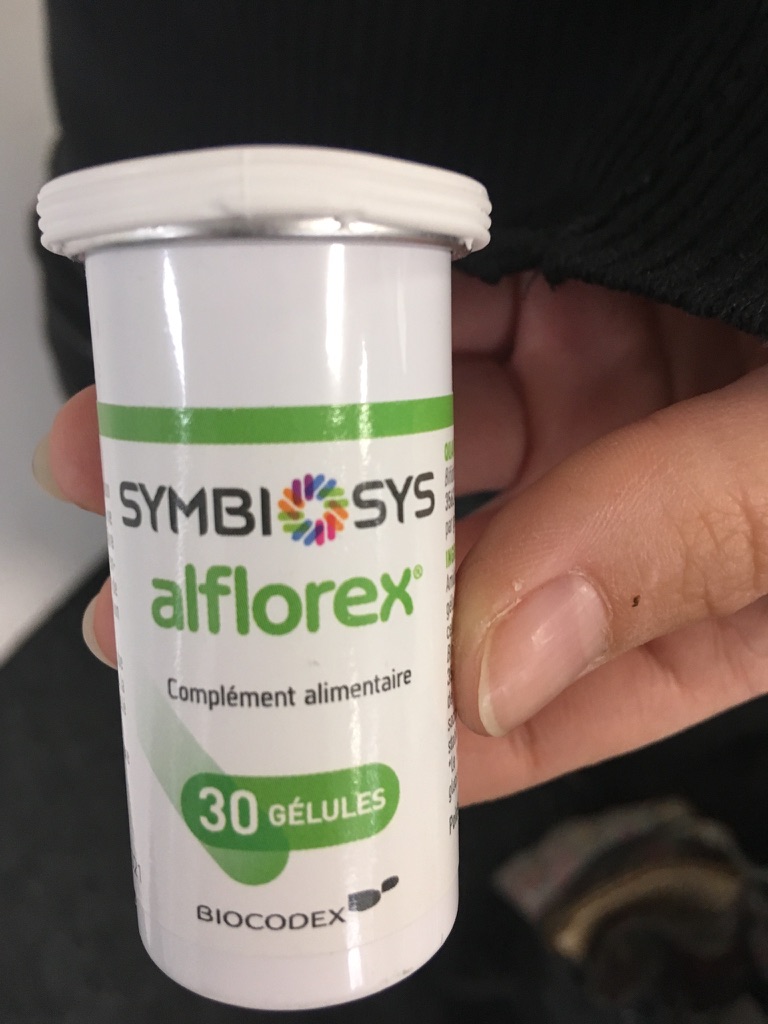 SYMBIOSYS
alflorex®
Complément alimentaire
30 GÉLULES
BIOCODEX